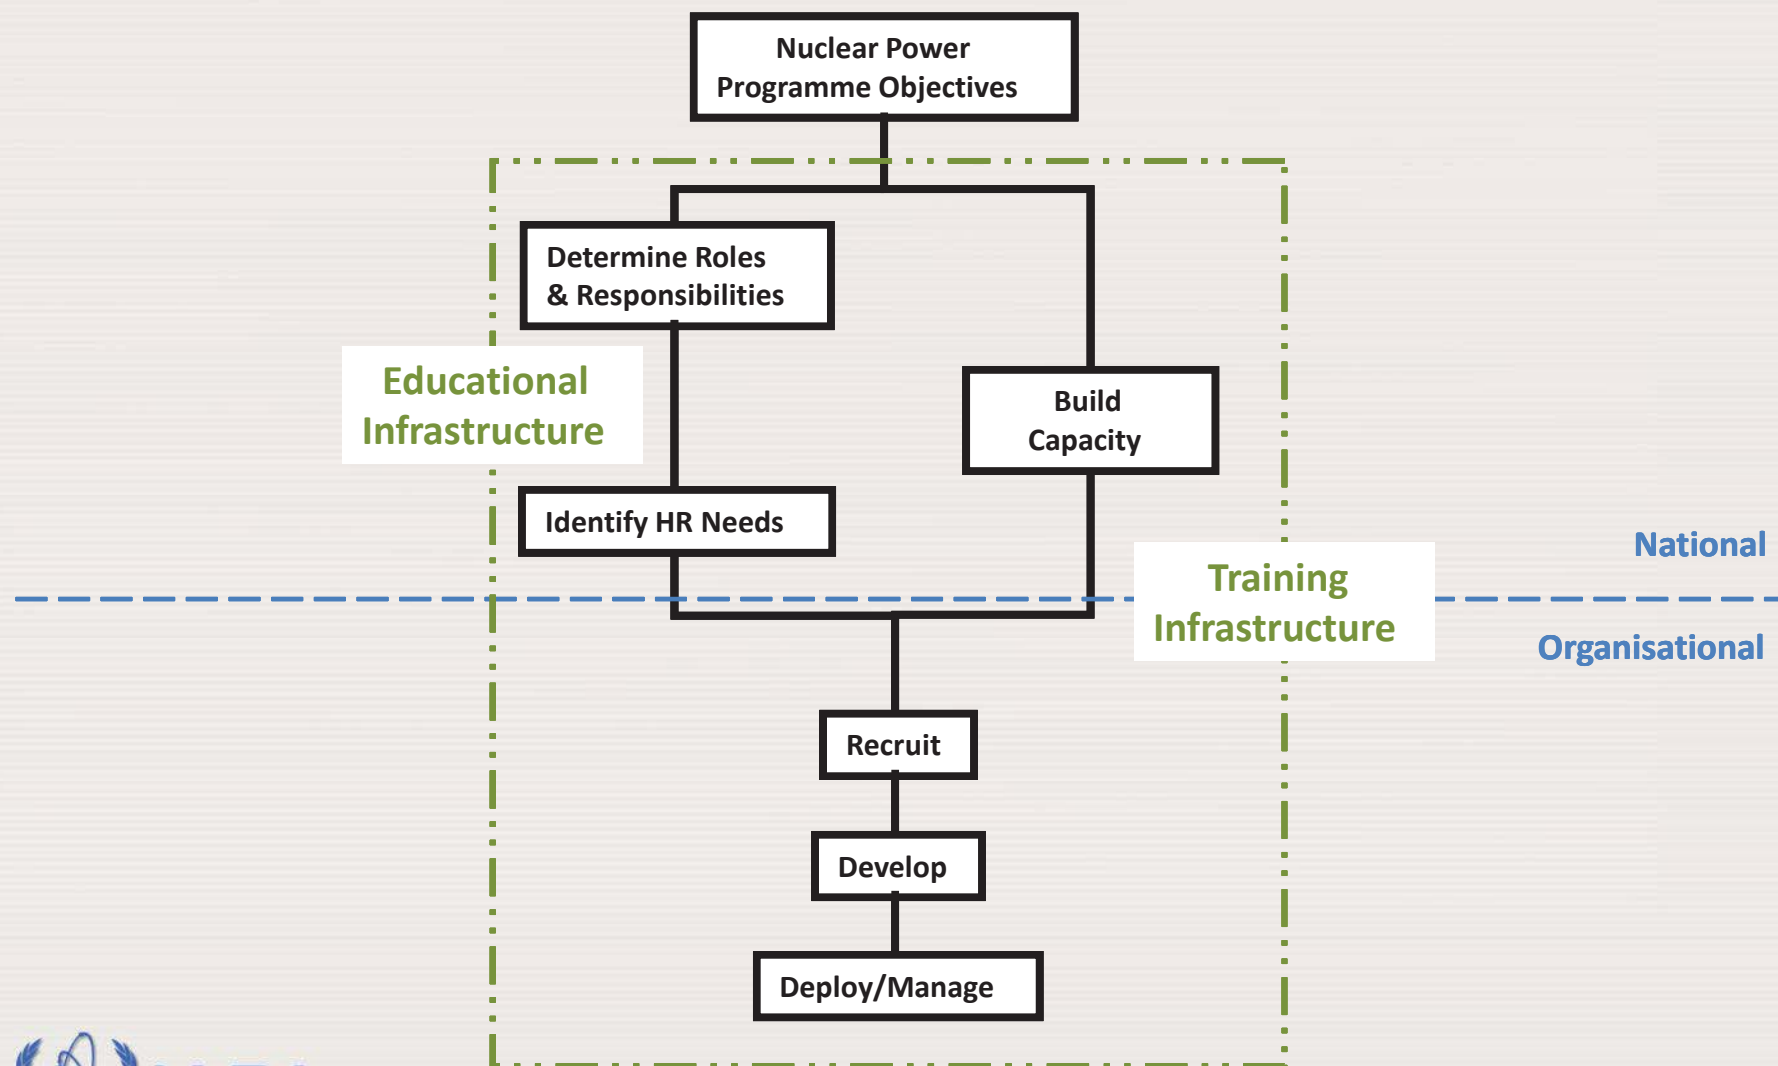 Nuclear Power
Programme Objectives
Determine Roles
& Responsibilities
Educational
Infrastructure
Build
Capacity
Identify HR Needs
National
Training
Infrastructure
Organisational
Recruit
Develop
Deploy/Manage